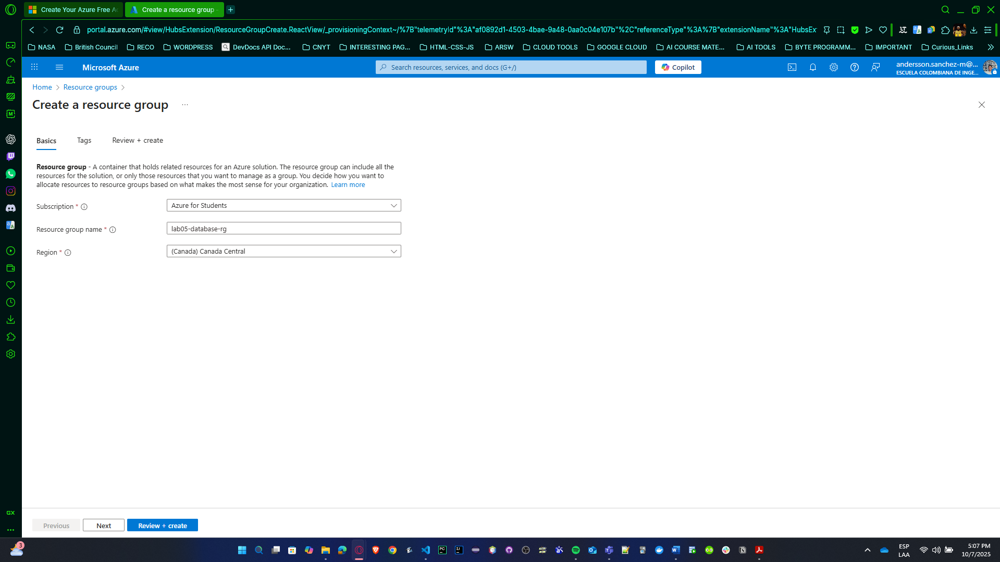 Create Your Azure Free Ac
Create a resource group -
portal.azure.com/#view/HubsExtension/ResourceGroupCreate.ReactView/_provisioningContext~/%7B"telemetryId"%3A"af0892d1-4503-4bae-9a48-0aa0c04e107b"%2C"referenceType"%3A%7B"extensionName"%3A"HubsEx
NASA
British Council
RECO
WORDPRESS
DevDocs API Doc...
CNYT
INTERESTING PAG...
HTML-CSS-JS
ARSW
CLOUD TOOLS
GOOGLE CLOUD
AI COURSE MATE...
AI TOOLS
BYTE PROGRAMM...
IMPORTANT
Curious_Links
Microsoft Azure
Search resources, services, and docs (G+/)
Copilot
andersson.sanchez-m@...
ESCUELA COLOMBIANA DE INGE...
Home > Resource groups >
Create a resource group ...
Basics
Tags
Review + create
Resource group - A container that holds related resources for an Azure solution. The resource group can include all the
resources for the solution, or only those resources that you want to manage as a group. You decide how you want to
allocate resources to resource groups based on what makes the most sense for your organization. Learn more
Subscription *
Azure for Students
Resource group name *
lab05-database-rg
Region *
(Canada) Canada Central
GX
Previous
Next
Review + create
3
ESP
LAA
5:07 PM
10/7/2025